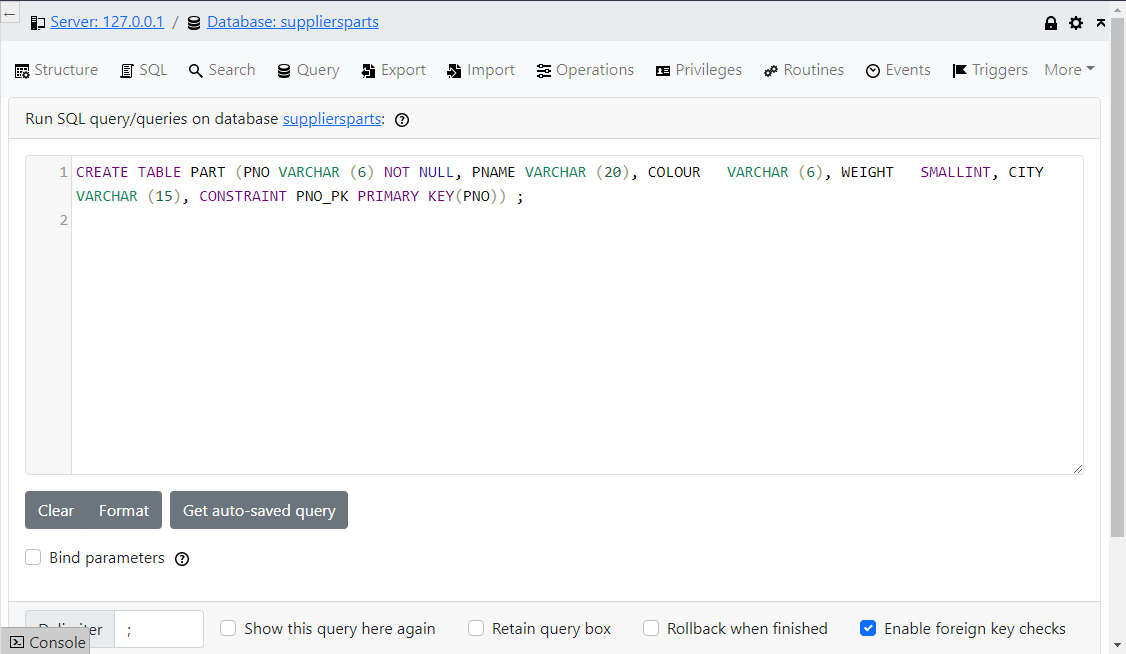 Server: 127.0.0.1 / Database: suppliersparts
Structure SQL Search Query Export Import Operations Privileges Routines Events Triggers More
Run SQL query/queries on database suppliersparts:
1 CREATE TABLE PART (PNO VARCHAR (6) NOT NULL, PNAME VARCHAR (20), COLOUR   VARCHAR (6), WEIGHT   SMALLINT, CITY
VARCHAR (15), CONSTRAINT PNO_PK PRIMARY KEY(PNO)) ;
2
Clear Format Get auto-saved query
Bind parameters
Delimiter ; Show this query here again Retain query box Rollback when finished Enable foreign key checks
Console